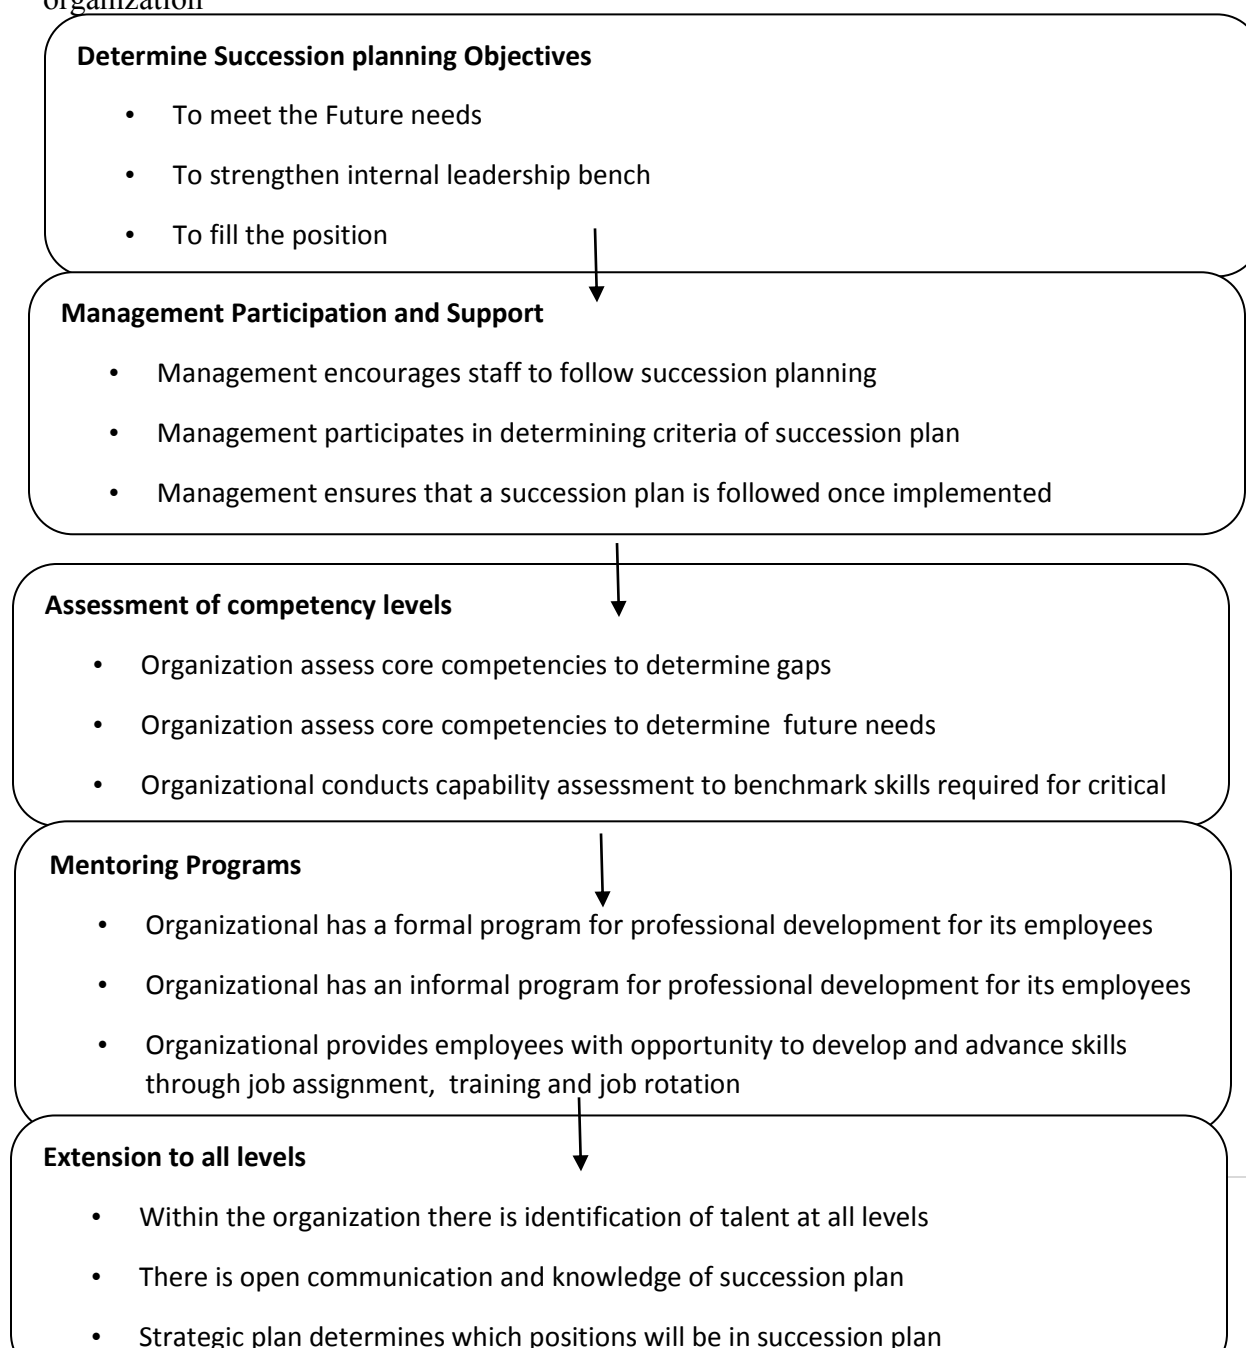 organization
Determine Succession planning Objectives
• To meet the Future needs
• To strengthen internal leadership bench
• To fill the position
Management Participation and Support
• Management encourages staff to follow succession planning
• Management participates in determining criteria of succession plan
• Management ensures that a succession plan is followed once implemented
Assessment of competency levels
• Organization assess core competencies to determine gaps
• Organization assess core competencies to determine  future needs
• Organizational conducts capability assessment to benchmark skills required for critical
Mentoring Programs
• Organizational has a formal program for professional development for its employees
• Organizational has an informal program for professional development for its employees
• Organizational provides employees with opportunity to develop and advance skills
through job assignment,  training and job rotation
Extension to all levels
• Within the organization there is identification of talent at all levels
• There is open communication and knowledge of succession plan
• Strategic plan determines which positions will be in succession plan